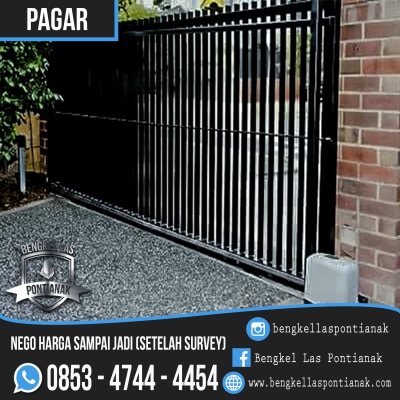 PAGAR
BENGKEL LAS
PONTIANAK
NEGO HARGA SAMPAI JADI (SETELAH SURVEY)
0853 - 4744 - 4454
bengkellaspontianak
Bengkel Las Pontianak
www.bengkellaspontianak.com